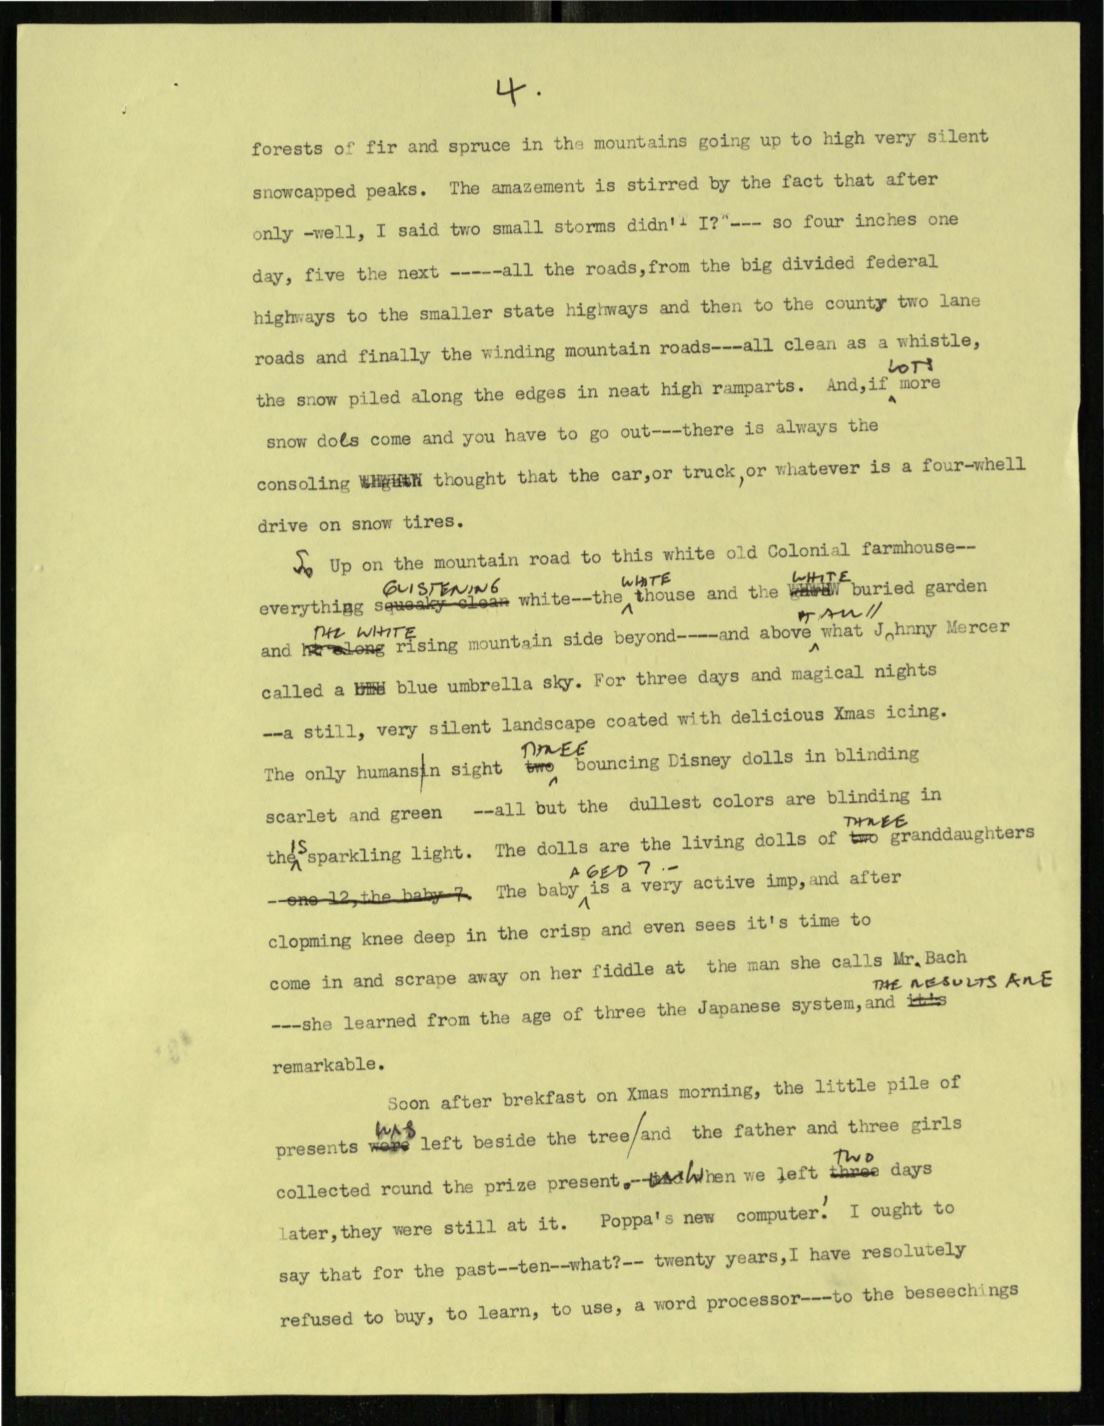 4.
forests of fir and spruce in the mountains going up to high very silent
snowcapped peaks. The amazement is stirred by the fact that after
only -well, I said two small storms didn't I?"--- so four inches one
day, five the next -----all the roads,from the big divided federal
highways to the smaller state highways and then to the county two lane
roads and finally the winding mountain roads---all clean as a whistle,
LOTS
the snow piled along the edges in neat high ramparts. And,if more
snow does come and you have to go out---there is always the
consoling thought that the car,or truck,or whatever is a four-whell
drive on snow tires.
So Up on the mountain road to this white old Colonial farmhouse--
GLISTENING WHITE WHITE
everything squeaky clean white--the thouse and the buried garden
THE WHITE IT ALL
and along rising mountain side beyond----and above what Johnny Mercer
called a blue umbrella sky. For three days and magical nights
--a still, very silent landscape coated with delicious Xmas icing.
THREE
The only humans in sight two bouncing Disney dolls in blinding
scarlet and green --all but the dullest colors are blinding in
IS THREE
the sparkling light. The dolls are the living dolls of two granddaughters
AGED 7.-
--one 12,the baby 7. The baby is a very active imp,and after
clopming knee deep in the crisp and even sees it's time to
come in and scrape away on her fiddle at the man she calls Mr. Bach
THE RESULTS ARE
---she learned from the age of three the Japanese system,and it's
remarkable.
Soon after brekfast on Xmas morning, the little pile of
WAS
presents were left beside the tree/and the father and three girls
TWO
collected round the prize present.-- When we left three days
later,they were still at it. Poppa's new computer! I ought to
say that for the past--ten--what?-- twenty years,I have resolutely
refused to buy, to learn, to use, a word processor---to the beseechings